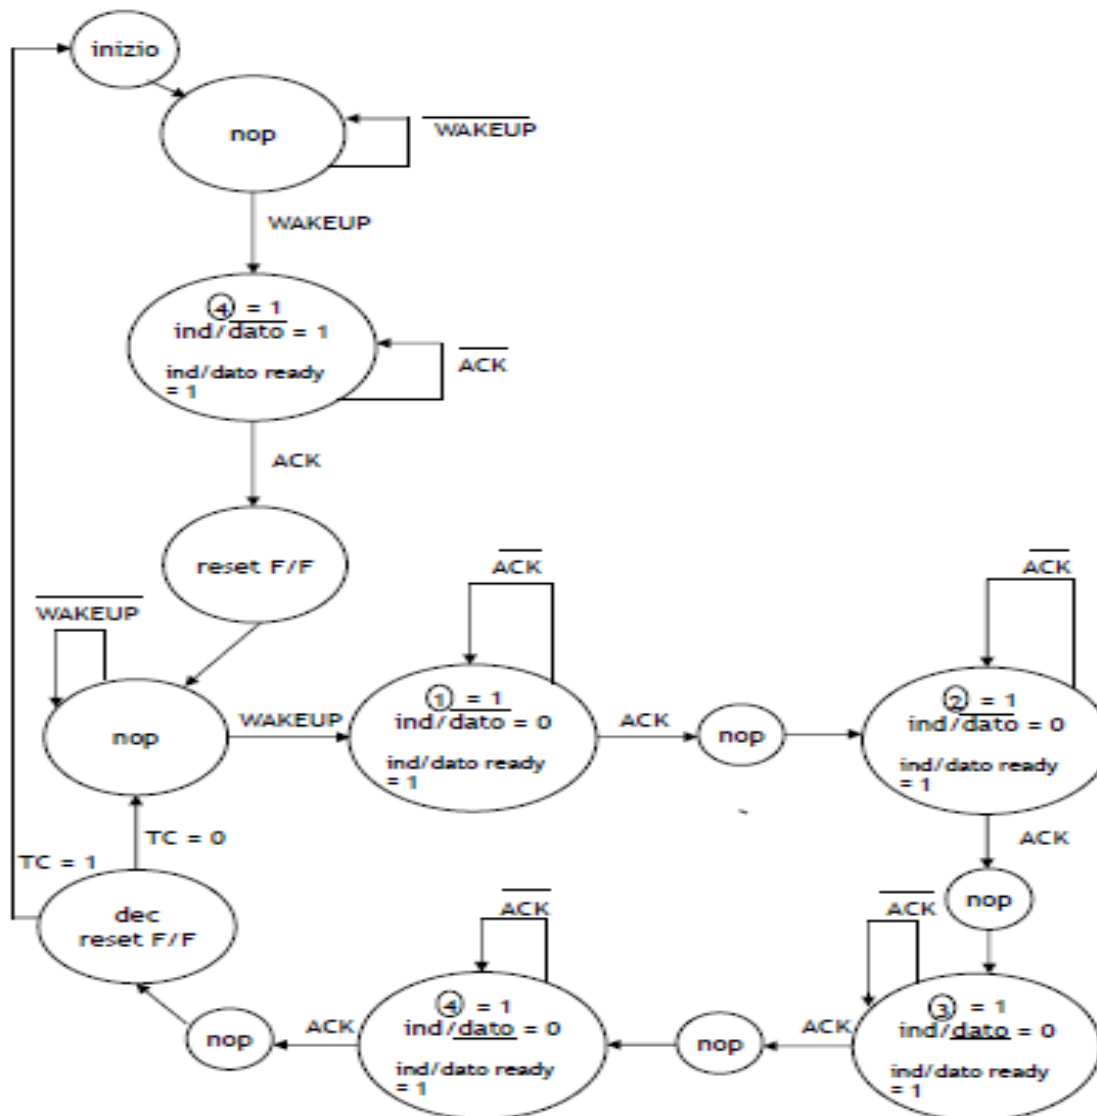 inizio
nop
WAKEUP
WAKEUP
④ = 1
ind/dato = 1
ind/dato ready
= 1
ACK
ACK
reset F/F
WAKEUP
nop
WAKEUP
ACK
① = 1
ind/dato = 0
ind/dato ready
= 1
ACK
nop
ACK
② = 1
ind/dato = 0
ind/dato ready
= 1
ACK
nop
ACK
③ = 1
ind/dato = 0
ind/dato ready
= 1
ACK
nop
ACK
④ = 1
ind/dato = 0
ind/dato ready
= 1
ACK
nop
dec
reset F/F
TC = 0
TC = 1